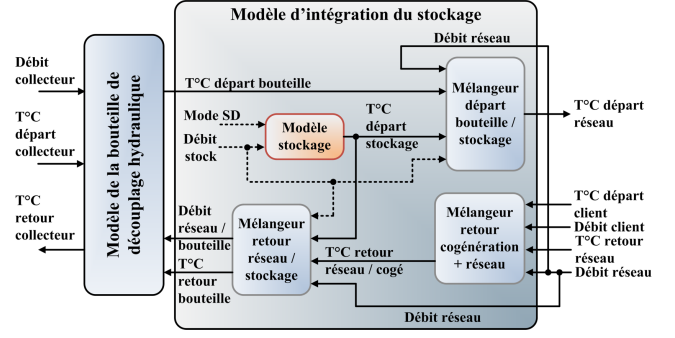 Modèle d'intégration du stockage
Débit réseau
Débit
collecteur
T°C
départ
collecteur
T°C
retour
collecteur
Modèle de la bouteille de
découplage hydraulique
T°C départ bouteille
Mode SD
Débit
stock
Modèle
stockage
T°C
départ
stockage
Mélangeur
départ
bouteille /
stockage
T°C départ
réseau
Débit
réseau /
bouteille
T°C
retour
bouteille
Mélangeur
retour
réseau /
stockage
T°C retour
réseau / cogé
Mélangeur
retour
cogénération
+ réseau
T°C départ
client
Débit client
T°C retour
réseau
Débit réseau
Débit réseau